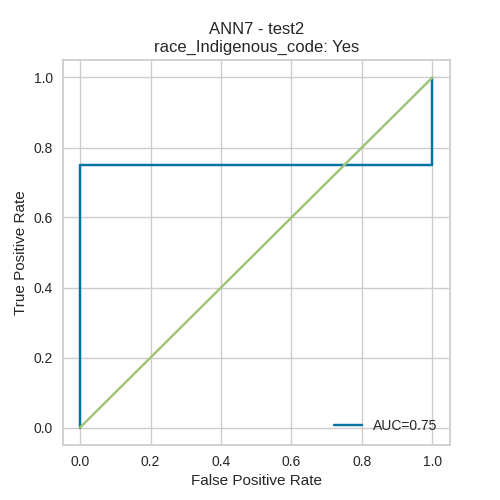 ANN7 - test2
race_Indigenous_code: Yes
1.0
0.8
0.6
0.4
0.2
0.0
True Positive Rate
AUC=0.75
0.0 0.2 0.4 0.6 0.8 1.0
False Positive Rate